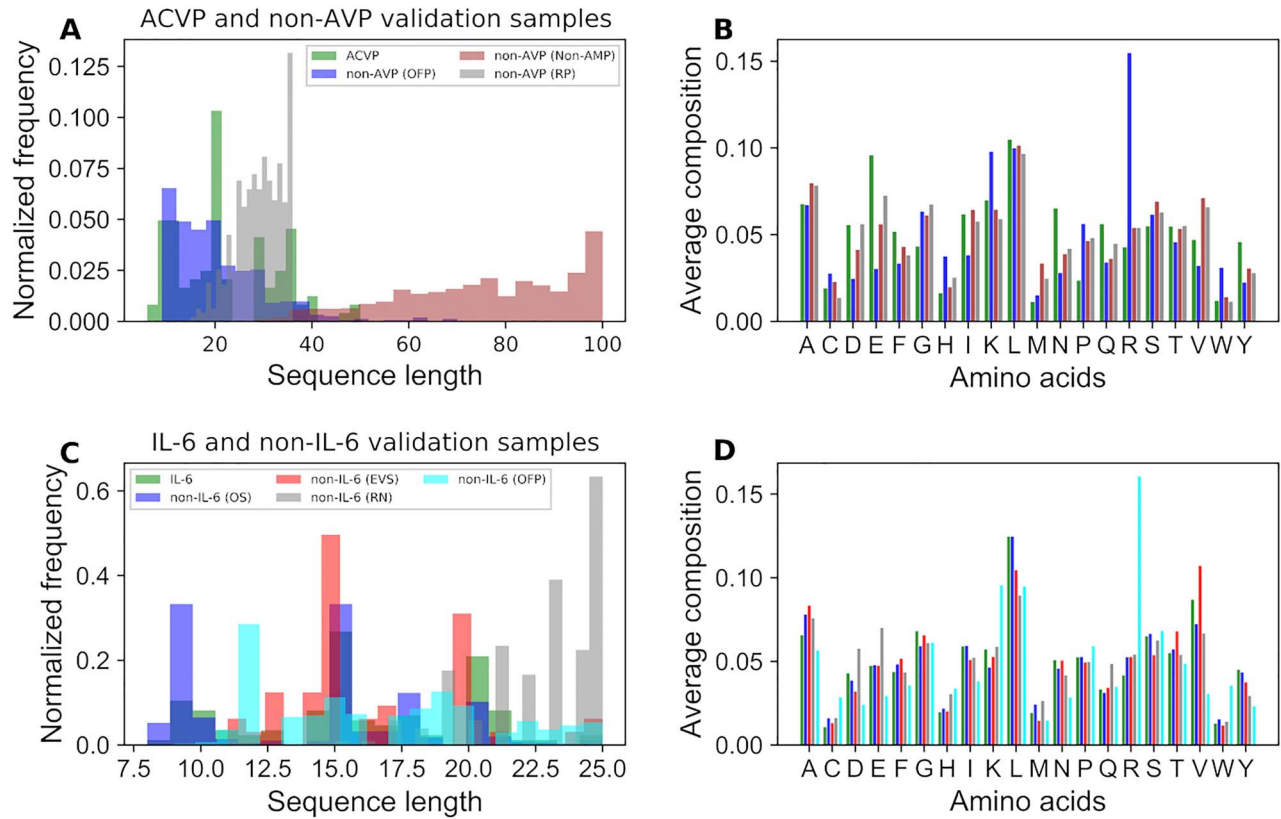 A
ACVP and non-AVP validation samples
Normalized frequency
0.125
0.100
0.075
0.050
0.025
0.000
ACVP
non-AVP (OFP)
non-AVP (Non-AMP)
non-AVP (RP)
20 40 60 80 100
Sequence length
B
Average composition
0.15
0.10
0.05
0.00
A C D E F G H I K L M N P Q R S T V W Y
Amino acids
C
IL-6 and non-IL-6 validation samples
Normalized frequency
0.6
0.4
0.2
0.0
IL-6
non-IL-6 (OS)
non-IL-6 (EVS)
non-IL-6 (RN)
non-IL-6 (OFP)
7.5 10.0 12.5 15.0 17.5 20.0 22.5 25.0
Sequence length
D
Average composition
0.15
0.10
0.05
0.00
A C D E F G H I K L M N P Q R S T V W Y
Amino acids